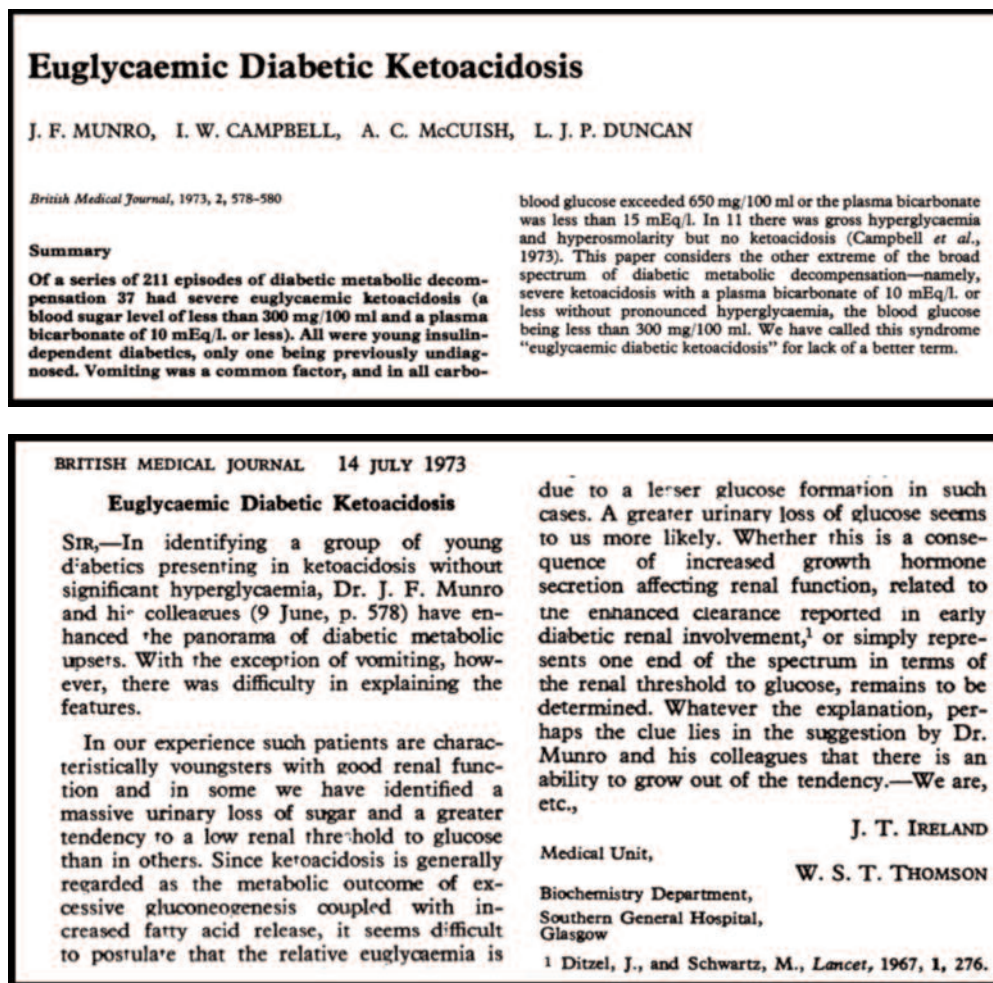 Euglycaemic Diabetic Ketoacidosis
J. F. MUNRO, I. W. CAMPBELL, A. C. McCUISH, L. J. P. DUNCAN
British Medical Journal, 1973, 2, 578–580
Summary
Of a series of 211 episodes of diabetic metabolic decom-
pensation 37 had severe euglycaemic ketoacidosis (a
blood sugar level of less than 300 mg/100 ml and a plasma
bicarbonate of 10 mEq/l. or less). All were young insulin-
dependent diabetics, only one being previously undiag-
nosed. Vomiting was a common factor, and in all carbo-
blood glucose exceeded 650 mg/100 ml or the plasma bicarbonate
was less than 15 mEq/l. In 11 there was gross hyperglycaemia
and hyperosmolarity but no ketoacidosis (Campbell et al.,
1973). This paper considers the other extreme of the broad
spectrum of diabetic metabolic decompensation—namely,
severe ketoacidosis with a plasma bicarbonate of 10 mEq/l. or
less without pronounced hyperglycaemia, the blood glucose
being less than 300 mg/100 ml. We have called this syndrome
“euglycaemic diabetic ketoacidosis” for lack of a better term.
BRITISH MEDICAL JOURNAL 14 JULY 1973
Euglycaemic Diabetic Ketoacidosis
SIR,—In identifying a group of young
diabetics presenting in ketoacidosis without
significant hyperglycaemia, Dr. J. F. Munro
and his colleagues (9 June, p. 578) have en-
hanced the panorama of diabetic metabolic
upsets. With the exception of vomiting, how-
ever, there was difficulty in explaining the
features.
In our experience such patients are charac-
teristically youngsters with good renal func-
tion and in some we have identified a
massive urinary loss of sugar and a greater
tendency to a low renal threshold to glucose
than in others. Since ketoacidosis is generally
regarded as the metabolic outcome of ex-
cessive gluconeogenesis coupled with in-
creased fatty acid release, it seems difficult
to postulate that the relative euglycaemia is
due to a lesser glucose formation in such
cases. A greater urinary loss of glucose seems
to us more likely. Whether this is a conse-
quence of increased growth hormone
secretion affecting renal function, related to
the enhanced clearance reported in early
diabetic renal involvement,¹ or simply repre-
sents one end of the spectrum in terms of
the renal threshold to glucose, remains to be
determined. Whatever the explanation, per-
haps the clue lies in the suggestion by Dr.
Munro and his colleagues that there is an
ability to grow out of the tendency.—We are,
etc.,
J. T. IRELAND
Medical Unit,
W. S. T. THOMSON
Biochemistry Department,
Southern General Hospital,
Glasgow
¹ Ditzel, J., and Schwartz, M., Lancet, 1967, 1, 276.